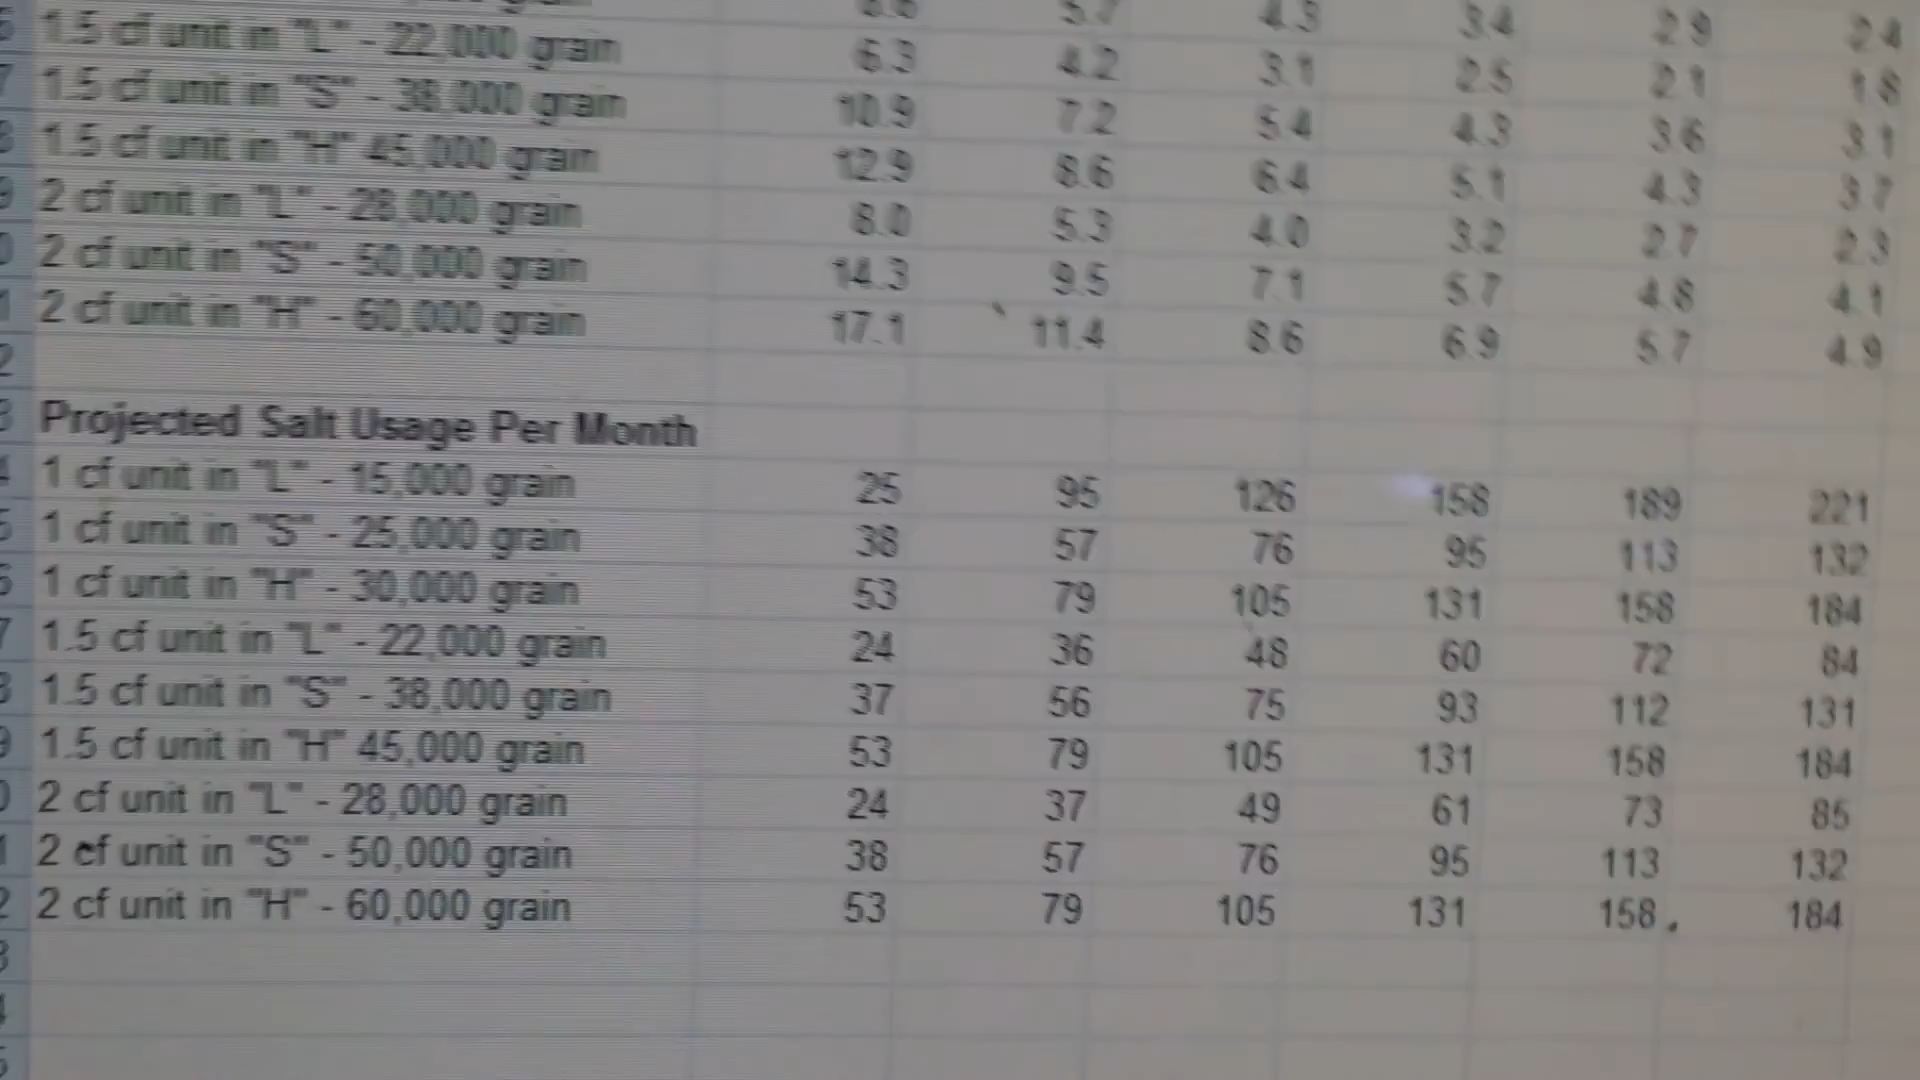 1.5 cf unit in "L" - 22,000 grain 6.3 4.2 3.1 2.5 2.1 1.8
1.5 cf unit in "S" - 38,000 grain 10.9 7.2 5.4 4.3 3.6 3.1
1.5 cf unit in "H" 45,000 grain 12.9 8.6 6.4 5.1 4.3 3.7
2 cf unit in "L" - 28,000 grain 8.0 5.3 4.0 3.2 2.7 2.3
2 cf unit in "S" - 50,000 grain 14.3 9.5 7.1 5.7 4.8 4.1
2 cf unit in "H" - 60,000 grain 17.1 11.4 8.6 6.9 5.7 4.9
Projected Salt Usage Per Month
1 cf unit in "L" - 15,000 grain 25 95 126 158 189 221
1 cf unit in "S" - 25,000 grain 38 57 76 95 113 132
1 cf unit in "H" - 30,000 grain 53 79 105 131 158 184
1.5 cf unit in "L" - 22,000 grain 24 36 48 60 72 84
1.5 cf unit in "S" - 38,000 grain 37 56 75 93 112 131
1.5 cf unit in "H" 45,000 grain 53 79 105 131 158 184
2 cf unit in "L" - 28,000 grain 24 37 49 61 73 85
2 cf unit in "S" - 50,000 grain 38 57 76 95 113 132
2 cf unit in "H" - 60,000 grain 53 79 105 131 158 184